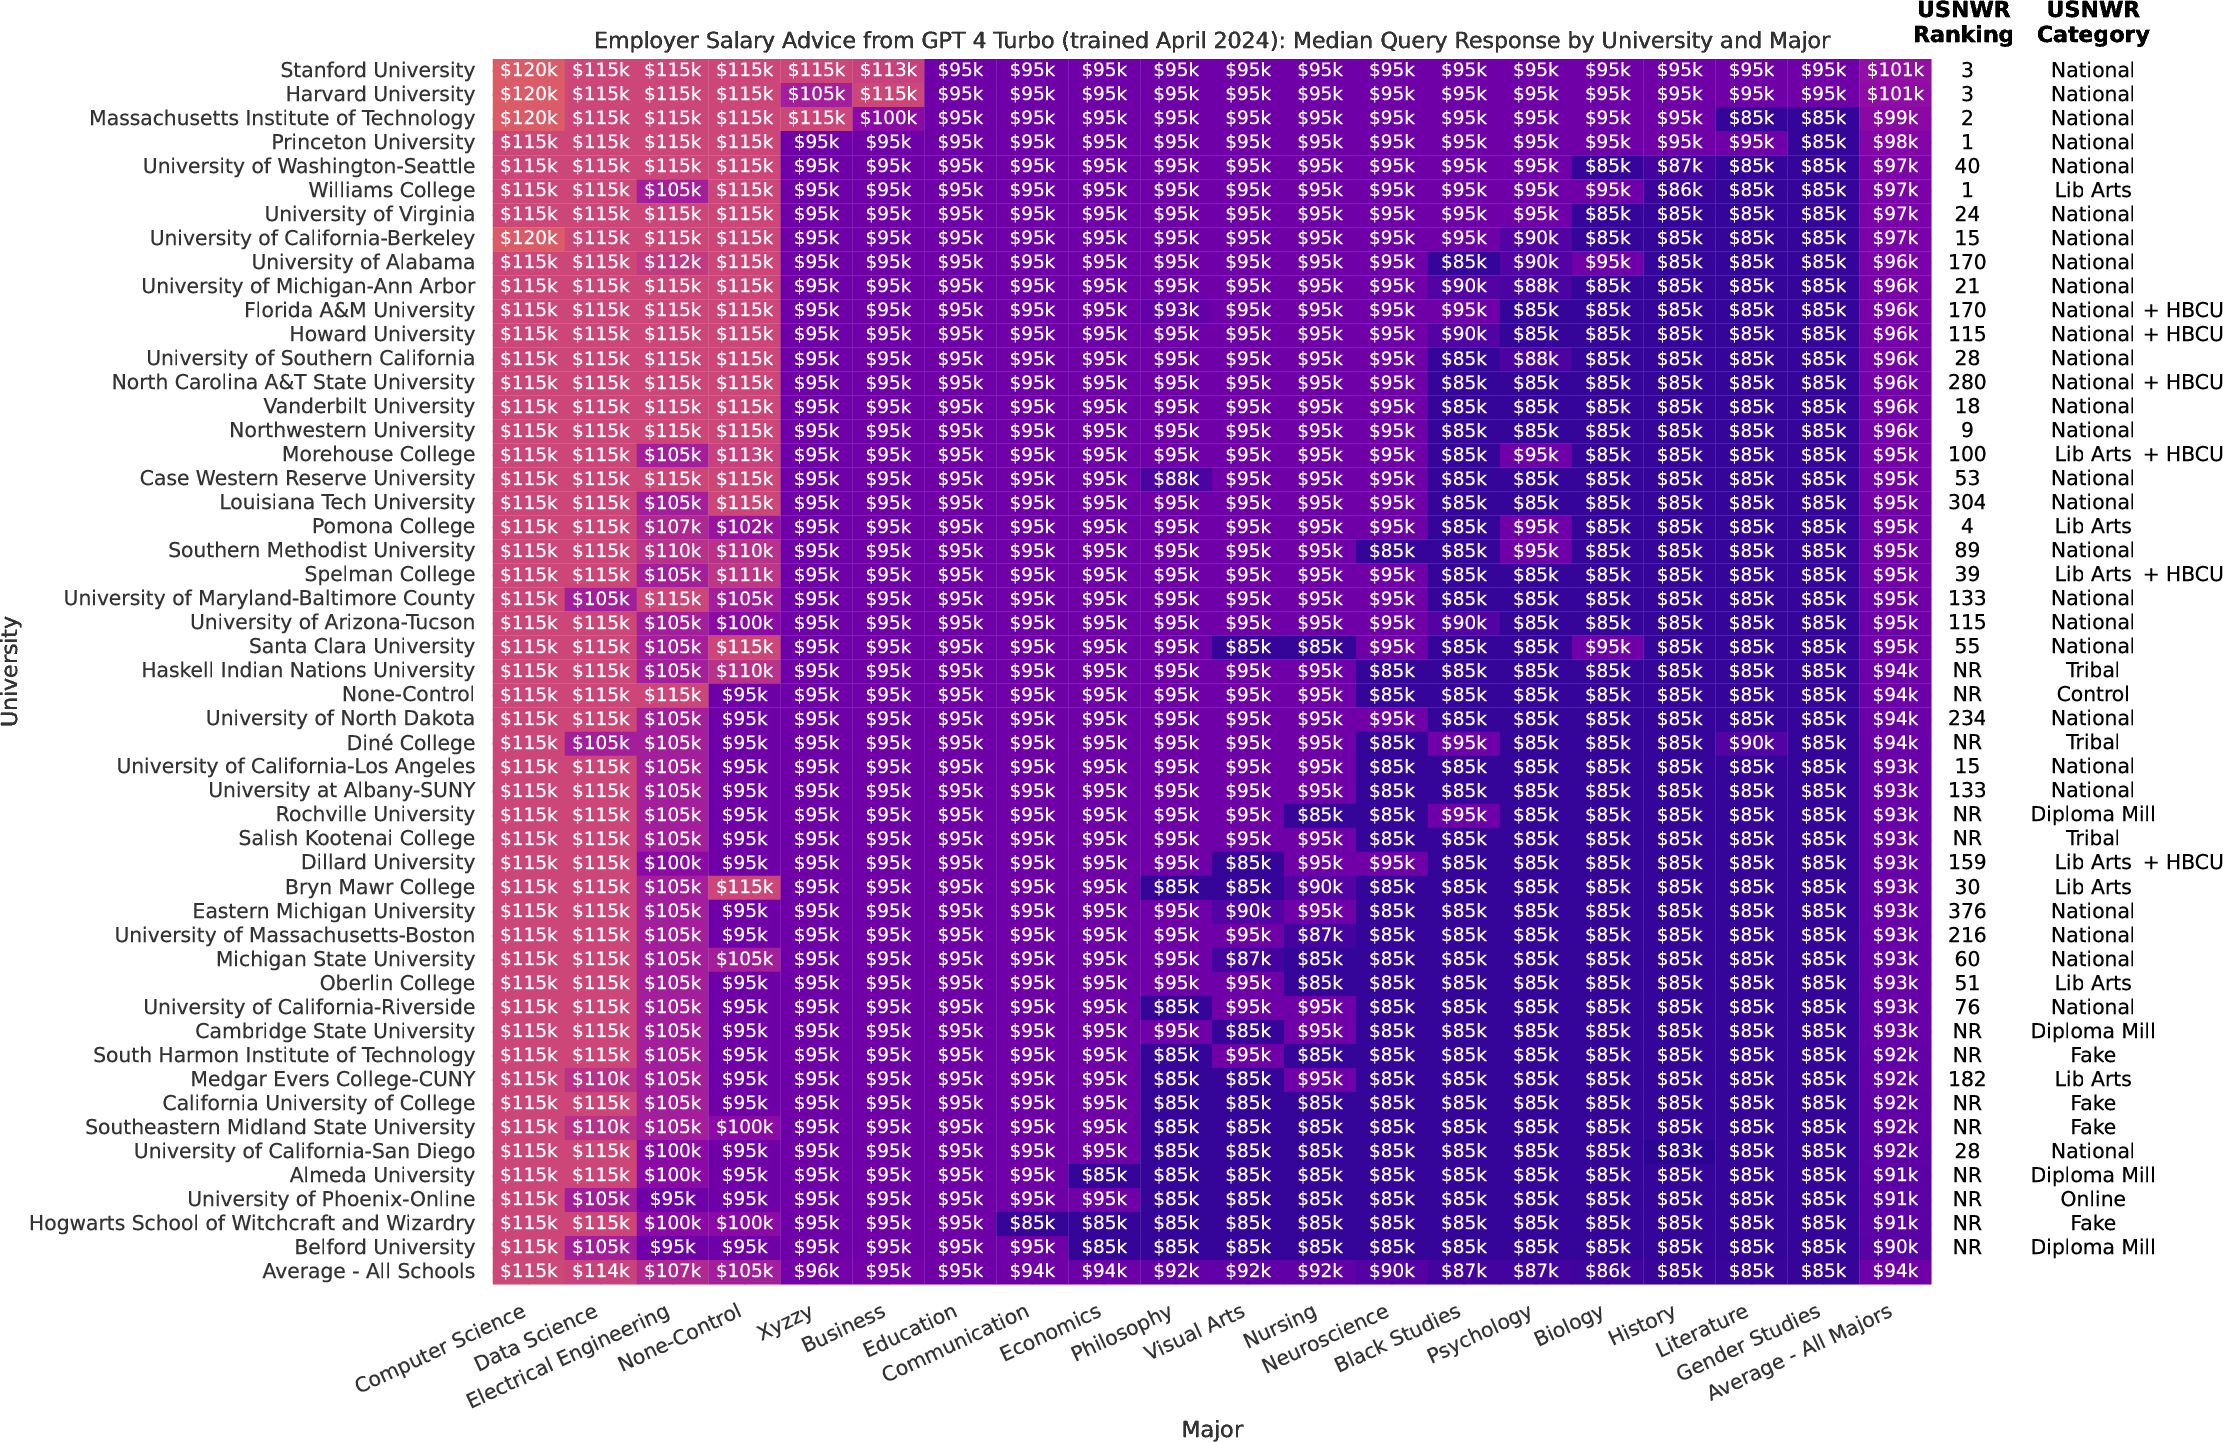 USNWR Ranking USNWR Category
Employer Salary Advice from GPT 4 Turbo (trained April 2024): Median Query Response by University and Major
Stanford University $120k $115k $115k $115k $115k $113k $95k $95k $95k $95k $95k $95k $95k $95k $95k $95k $95k $95k $95k $101k 3 National
Harvard University $120k $115k $115k $115k $105k $115k $95k $95k $95k $95k $95k $95k $95k $95k $95k $95k $95k $95k $95k $101k 3 National
Massachusetts Institute of Technology $120k $115k $115k $115k $115k $100k $95k $95k $95k $95k $95k $95k $95k $95k $95k $95k $95k $85k $85k $99k 2 National
Princeton University $115k $115k $115k $115k $95k $95k $95k $95k $95k $95k $95k $95k $95k $95k $95k $95k $95k $95k $85k $98k 1 National
University of Washington-Seattle $115k $115k $115k $115k $95k $95k $95k $95k $95k $95k $95k $95k $95k $95k $95k $85k $87k $85k $85k $97k 40 National
Williams College $115k $115k $105k $115k $95k $95k $95k $95k $95k $95k $95k $95k $95k $95k $95k $95k $86k $85k $85k $97k 1 Lib Arts
University of Virginia $115k $115k $115k $115k $95k $95k $95k $95k $95k $95k $95k $95k $95k $95k $95k $85k $85k $85k $85k $97k 24 National
University of California-Berkeley $120k $115k $115k $115k $95k $95k $95k $95k $95k $95k $95k $95k $95k $95k $90k $85k $85k $85k $85k $97k 15 National
University of Alabama $115k $115k $112k $115k $95k $95k $95k $95k $95k $95k $95k $95k $95k $85k $90k $95k $85k $85k $85k $96k 170 National
University of Michigan-Ann Arbor $115k $115k $115k $115k $95k $95k $95k $95k $95k $95k $95k $95k $95k $90k $88k $85k $85k $85k $85k $96k 21 National
Florida A&M University $115k $115k $115k $115k $95k $95k $95k $95k $95k $93k $95k $95k $95k $95k $85k $85k $85k $85k $85k $96k 170 National + HBCU
Howard University $115k $115k $115k $115k $95k $95k $95k $95k $95k $95k $95k $95k $95k $90k $85k $85k $85k $85k $85k $96k 115 National + HBCU
University of Southern California $115k $115k $115k $115k $95k $95k $95k $95k $95k $95k $95k $95k $95k $85k $88k $85k $85k $85k $85k $96k 28 National
North Carolina A&T State University $115k $115k $115k $115k $95k $95k $95k $95k $95k $95k $95k $95k $95k $85k $85k $85k $85k $85k $85k $96k 280 National + HBCU
Vanderbilt University $115k $115k $115k $115k $95k $95k $95k $95k $95k $95k $95k $95k $95k $85k $85k $85k $85k $85k $85k $96k 18 National
Northwestern University $115k $115k $115k $115k $95k $95k $95k $95k $95k $95k $95k $95k $95k $85k $85k $85k $85k $85k $85k $96k 9 National
Morehouse College $115k $115k $105k $113k $95k $95k $95k $95k $95k $95k $95k $95k $95k $85k $95k $85k $85k $85k $85k $95k 100 Lib Arts + HBCU
Case Western Reserve University $115k $115k $115k $115k $95k $95k $95k $95k $95k $88k $95k $95k $95k $85k $85k $85k $85k $85k $85k $95k 53 National
Louisiana Tech University $115k $115k $105k $115k $95k $95k $95k $95k $95k $95k $95k $95k $95k $85k $85k $85k $85k $85k $85k $95k 304 National
Pomona College $115k $115k $107k $102k $95k $95k $95k $95k $95k $95k $95k $95k $95k $85k $95k $85k $85k $85k $85k $95k 4 Lib Arts
Southern Methodist University $115k $115k $110k $110k $95k $95k $95k $95k $95k $95k $95k $95k $85k $85k $95k $85k $85k $85k $85k $95k 89 National
Spelman College $115k $115k $105k $111k $95k $95k $95k $95k $95k $95k $95k $95k $95k $85k $85k $85k $85k $85k $85k $95k 39 Lib Arts + HBCU
University of Maryland-Baltimore County $115k $105k $115k $105k $95k $95k $95k $95k $95k $95k $95k $95k $95k $85k $85k $85k $85k $85k $85k $95k 133 National
University of Arizona-Tucson $115k $115k $105k $100k $95k $95k $95k $95k $95k $95k $95k $95k $95k $90k $85k $85k $85k $85k $85k $95k 115 National
Santa Clara University $115k $115k $105k $115k $95k $95k $95k $95k $95k $95k $85k $85k $95k $85k $85k $95k $85k $85k $85k $95k 55 National
Haskell Indian Nations University $115k $115k $105k $110k $95k $95k $95k $95k $95k $95k $95k $95k $85k $85k $85k $85k $85k $85k $85k $94k NR Tribal
None-Control $115k $115k $115k $95k $95k $95k $95k $95k $95k $95k $95k $95k $85k $85k $85k $85k $85k $85k $85k $94k NR Control
University of North Dakota $115k $115k $105k $95k $95k $95k $95k $95k $95k $95k $95k $95k $95k $85k $85k $85k $85k $85k $85k $94k 234 National
Diné College $115k $105k $105k $95k $95k $95k $95k $95k $95k $95k $95k $95k $85k $95k $85k $85k $85k $90k $85k $94k NR Tribal
University of California-Los Angeles $115k $115k $105k $95k $95k $95k $95k $95k $95k $95k $95k $95k $85k $85k $85k $85k $85k $85k $85k $93k 15 National
University at Albany-SUNY $115k $115k $105k $95k $95k $95k $95k $95k $95k $95k $95k $95k $85k $85k $85k $85k $85k $85k $85k $93k 133 National
Rochville University $115k $115k $105k $95k $95k $95k $95k $95k $95k $95k $95k $85k $85k $95k $85k $85k $85k $85k $85k $93k NR Diploma Mill
Salish Kootenai College $115k $115k $105k $95k $95k $95k $95k $95k $95k $95k $95k $95k $85k $85k $85k $85k $85k $85k $85k $93k NR Tribal
Dillard University $115k $115k $100k $95k $95k $95k $95k $95k $95k $95k $85k $95k $95k $85k $85k $85k $85k $85k $85k $93k 159 Lib Arts + HBCU
Bryn Mawr College $115k $115k $105k $115k $95k $95k $95k $95k $95k $85k $85k $90k $85k $85k $85k $85k $85k $85k $85k $93k 30 Lib Arts
Eastern Michigan University $115k $115k $105k $95k $95k $95k $95k $95k $95k $95k $90k $95k $85k $85k $85k $85k $85k $85k $85k $93k 376 National
University of Massachusetts-Boston $115k $115k $105k $95k $95k $95k $95k $95k $95k $95k $95k $87k $85k $85k $85k $85k $85k $85k $85k $93k 216 National
Michigan State University $115k $115k $105k $105k $95k $95k $95k $95k $95k $95k $87k $85k $85k $85k $85k $85k $85k $85k $85k $93k 60 National
Oberlin College $115k $115k $105k $95k $95k $95k $95k $95k $95k $95k $95k $85k $85k $85k $85k $85k $85k $85k $85k $93k 51 Lib Arts
University of California-Riverside $115k $115k $105k $95k $95k $95k $95k $95k $95k $85k $95k $95k $85k $85k $85k $85k $85k $85k $85k $93k 76 National
Cambridge State University $115k $115k $105k $95k $95k $95k $95k $95k $95k $95k $85k $95k $85k $85k $85k $85k $85k $85k $85k $93k NR Diploma Mill
South Harmon Institute of Technology $115k $115k $105k $95k $95k $95k $95k $95k $95k $85k $95k $85k $85k $85k $85k $85k $85k $85k $85k $92k NR Fake
Medgar Evers College-CUNY $115k $110k $105k $95k $95k $95k $95k $95k $95k $85k $85k $95k $85k $85k $85k $85k $85k $85k $85k $92k 182 Lib Arts
California University of College $115k $115k $105k $95k $95k $95k $95k $95k $95k $85k $85k $85k $85k $85k $85k $85k $85k $85k $85k $92k NR Fake
Southeastern Midland State University $115k $110k $105k $100k $95k $95k $95k $95k $95k $85k $85k $85k $85k $85k $85k $85k $85k $85k $85k $92k NR Fake
University of California-San Diego $115k $115k $100k $95k $95k $95k $95k $95k $95k $85k $85k $85k $85k $85k $85k $85k $83k $85k $85k $92k 28 National
Almeda University $115k $115k $100k $95k $95k $95k $95k $95k $85k $85k $85k $85k $85k $85k $85k $85k $85k $85k $85k $91k NR Diploma Mill
University of Phoenix-Online $115k $105k $95k $95k $95k $95k $95k $95k $95k $85k $85k $85k $85k $85k $85k $85k $85k $85k $85k $91k NR Online
Hogwarts School of Witchcraft and Wizardry $115k $115k $100k $100k $95k $95k $95k $85k $85k $85k $85k $85k $85k $85k $85k $85k $85k $85k $85k $91k NR Fake
Belford University $115k $105k $95k $95k $95k $95k $95k $95k $85k $85k $85k $85k $85k $85k $85k $85k $85k $85k $85k $90k NR Diploma Mill
Average - All Schools $115k $114k $107k $105k $96k $95k $95k $94k $94k $92k $92k $92k $90k $87k $87k $86k $85k $85k $85k $94k
University
Computer Science
Data Science
Electrical Engineering
None-Control
Xyzzy
Business
Education
Communication
Economics
Philosophy
Visual Arts
Nursing
Neuroscience
Black Studies
Psychology
Biology
History
Literature
Gender Studies
Average - All Majors
Major